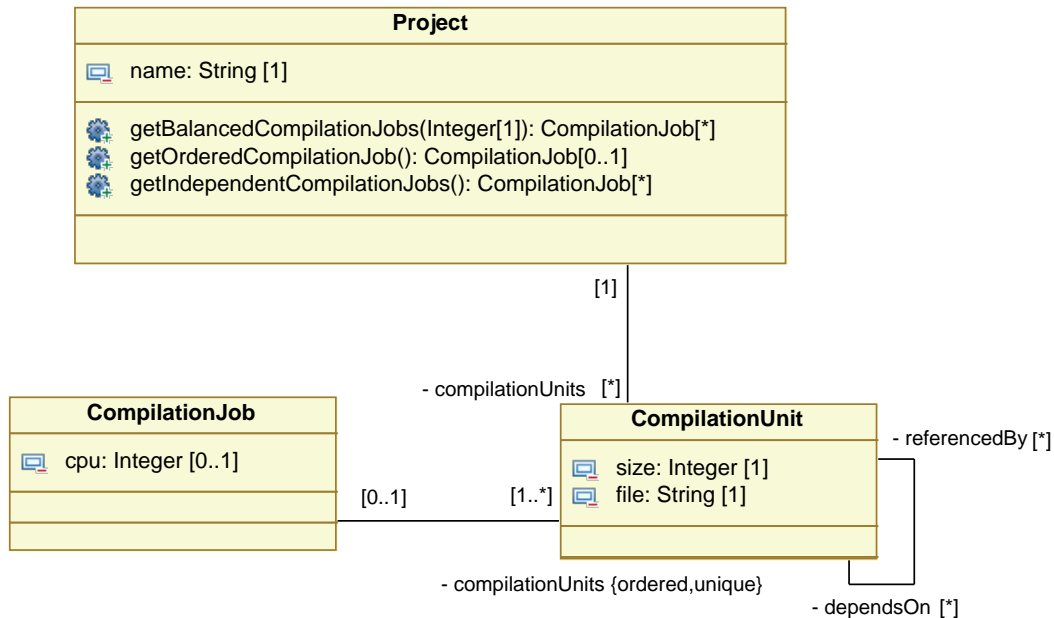 Project
name: String [1]
getBalancedCompilationJobs(Integer[1]): CompilationJob[*]
getOrderedCompilationJob(): CompilationJob[0..1]
getIndependentCompilationJobs(): CompilationJob[*]
[1]
- compilationUnits [*]
CompilationJob
cpu: Integer [0..1]
[0..1]
[1..*]
CompilationUnit
size: Integer [1]
file: String [1]
- referencedBy [*]
- compilationUnits {ordered,unique}
- dependsOn [*]